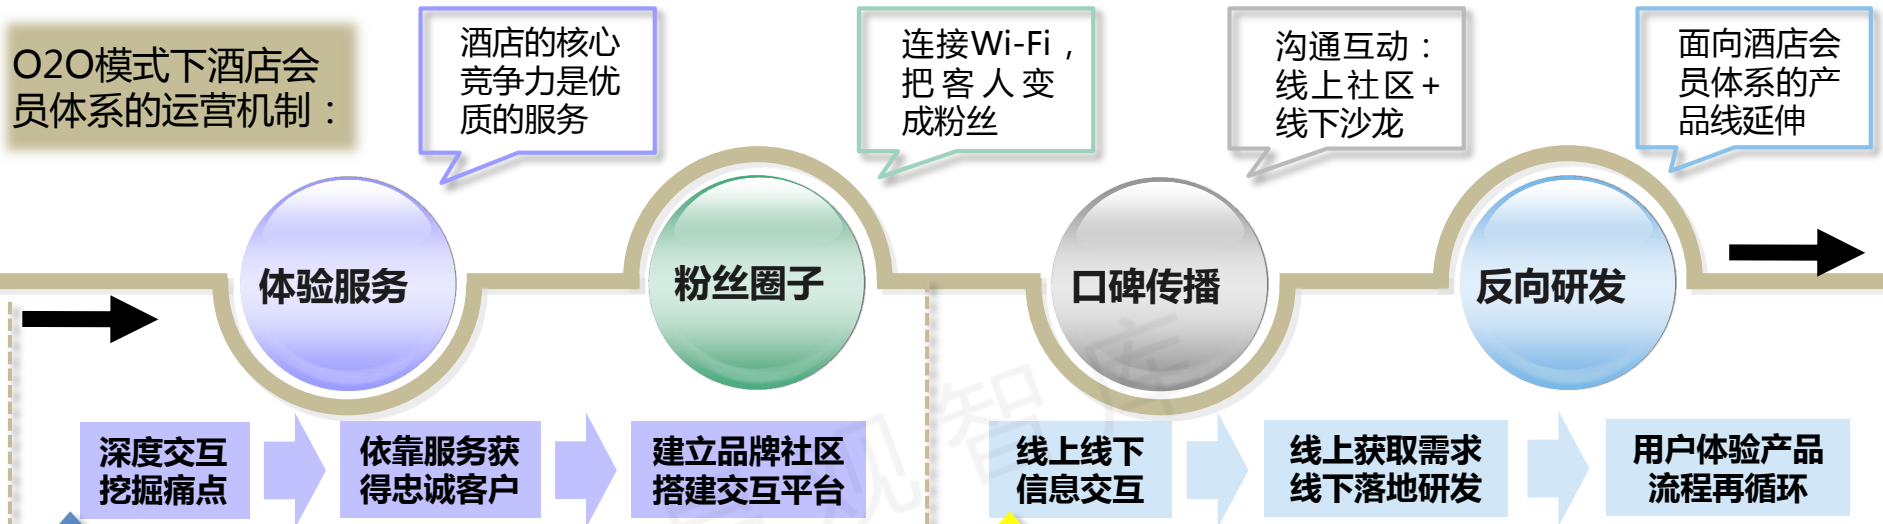 O2O模式下酒店会
员体系的运营机制：
酒店的核心
竞争力是优
质的服务
连接Wi-Fi，
把客人变
成粉丝
沟通互动：
线上社区+
线下沙龙
面向酒店会
员体系的产
品线延伸
体验服务
粉丝圈子
口碑传播
反向研发
深度交互
挖掘痛点
依靠服务获
得忠诚客户
建立品牌社区
搭建交互平台
线上线下
信息交互
线上获取需求
线下落地研发
用户体验产品
流程再循环
观智库